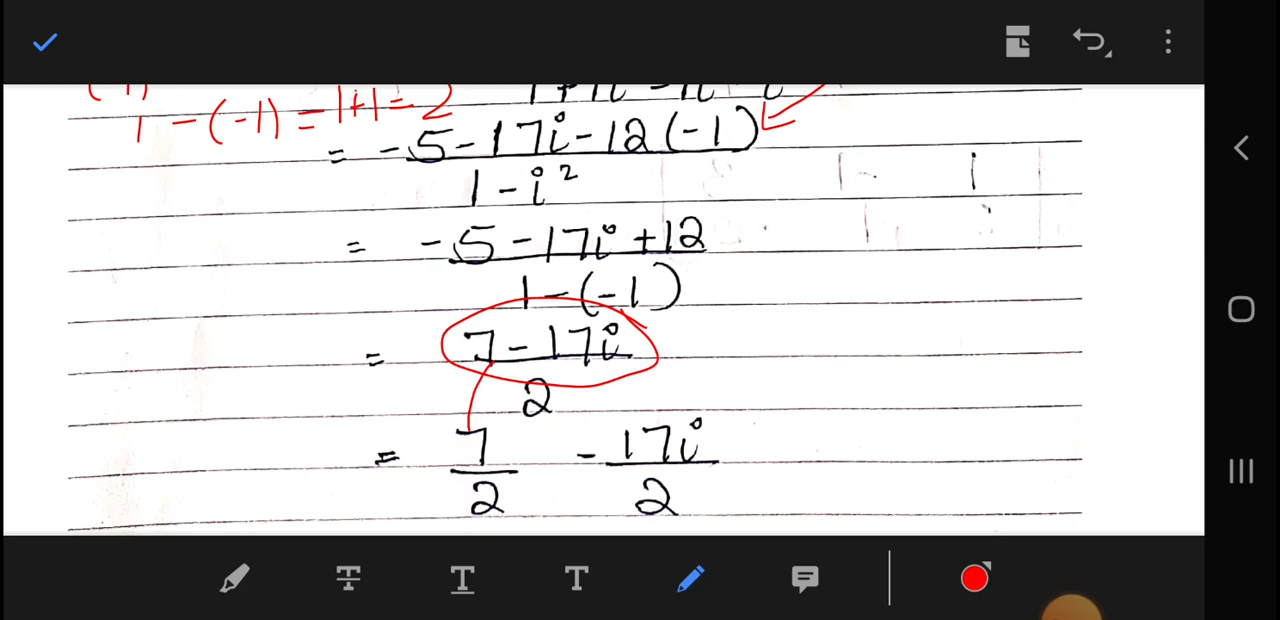 1 - (-1) = 1+1 = 2
= -5 - 17i - 12(-1)
1 - i²
= -5 - 17i + 12
1 - (-1)
= 7 - 17i
2
= 7/2 - 17i/2
T T T